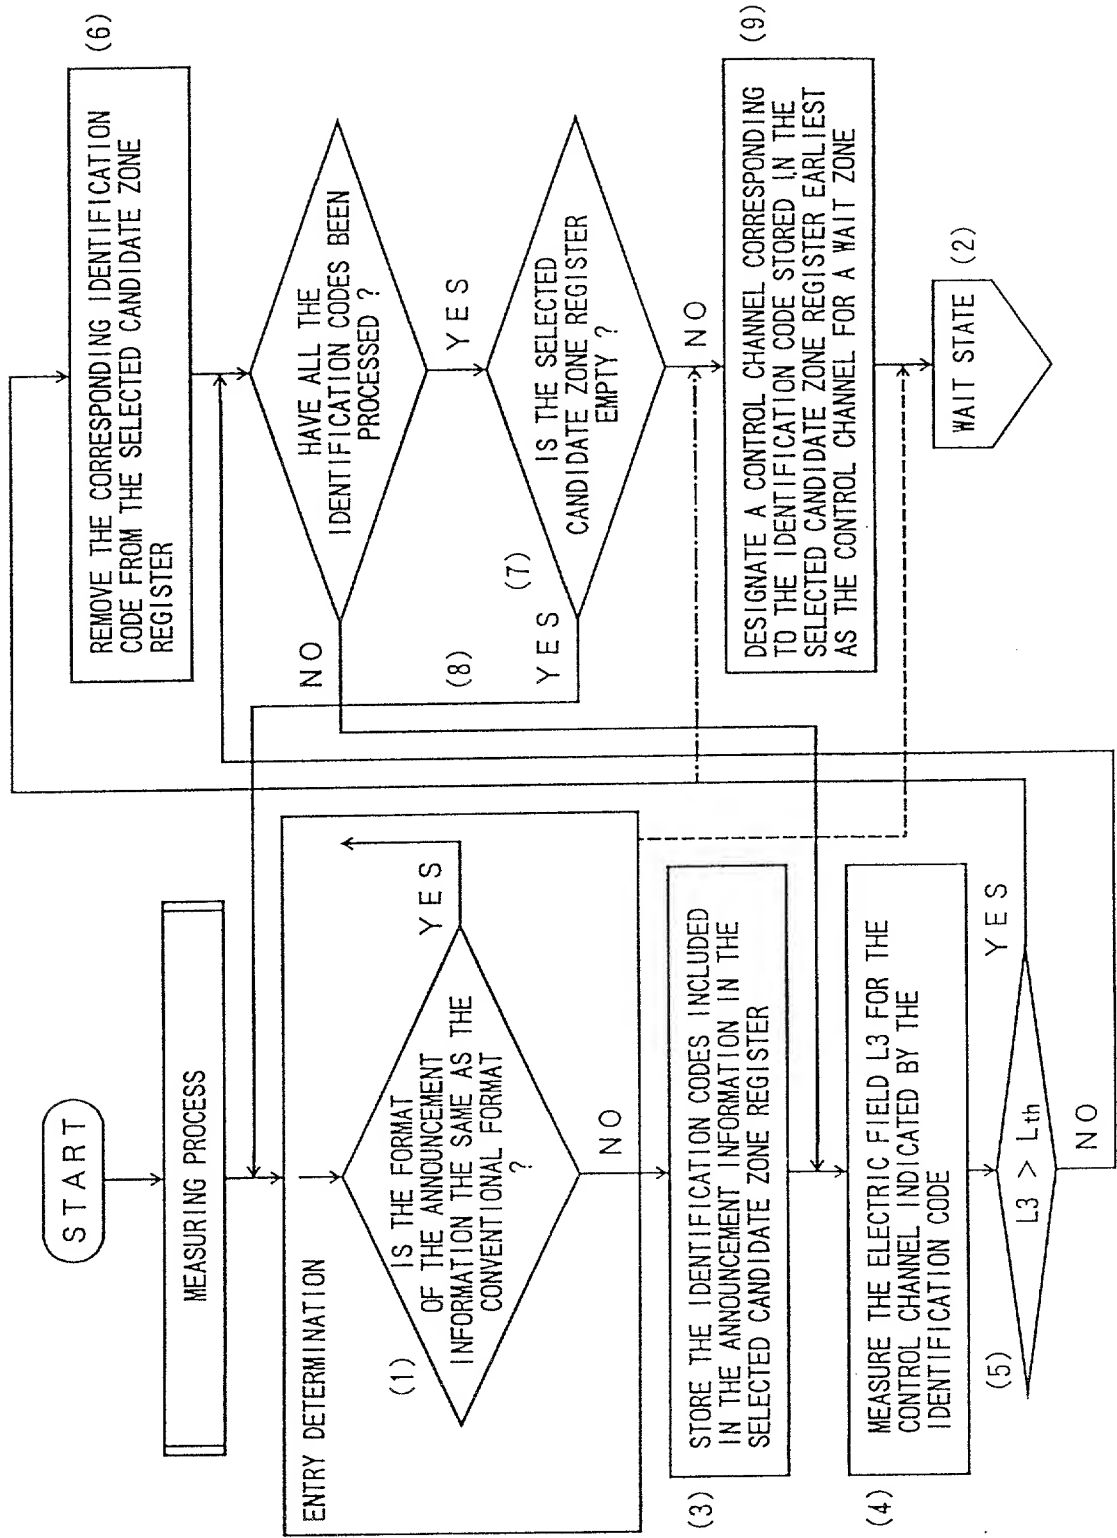 START
MEASURING PROCESS
ENTRY DETERMINATION
(1)
IS THE FORMAT
OF THE ANNOUNCEMENT
INFORMATION THE SAME AS THE
CONVENTIONAL FORMAT
?
YES
NO
(3)
STORE THE IDENTIFICATION CODES INCLUDED
IN THE ANNOUNCEMENT INFORMATION IN THE
SELECTED CANDIDATE ZONE REGISTER
(4)
MEASURE THE ELECTRIC FIELD L3 FOR THE
CONTROL CHANNEL INDICATED BY THE
IDENTIFICATION CODE
(5)
L3 > Lth
YES
NO
(6)
REMOVE THE CORRESPONDING IDENTIFICATION
CODE FROM THE SELECTED CANDIDATE ZONE
REGISTER
HAVE ALL THE
IDENTIFICATION CODES BEEN
PROCESSED ?
NO
YES
(7)
(8)
IS THE SELECTED
CANDIDATE ZONE REGISTER
EMPTY ?
YES
NO
(9)
DESIGNATE A CONTROL CHANNEL CORRESPONDING
TO THE IDENTIFICATION CODE STORED IN THE
SELECTED CANDIDATE ZONE REGISTER EARLIEST
AS THE CONTROL CHANNEL FOR A WAIT ZONE
WAIT STATE
(2)